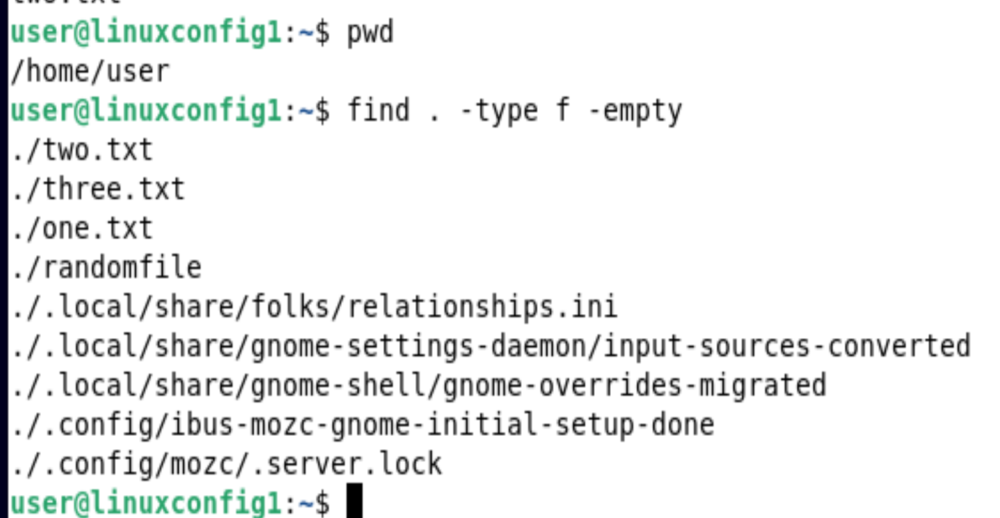 two.txt
user@linuxconfig1:~$ pwd
/home/user
user@linuxconfig1:~$ find . -type f -empty
./two.txt
./three.txt
./one.txt
./randomfile
./.local/share/folks/relationships.ini
./.local/share/gnome-settings-daemon/input-sources-converted
./.local/share/gnome-shell/gnome-overrides-migrated
./.config/ibus-mozc-gnome-initial-setup-done
./.config/mozc/.server.lock
user@linuxconfig1:~$